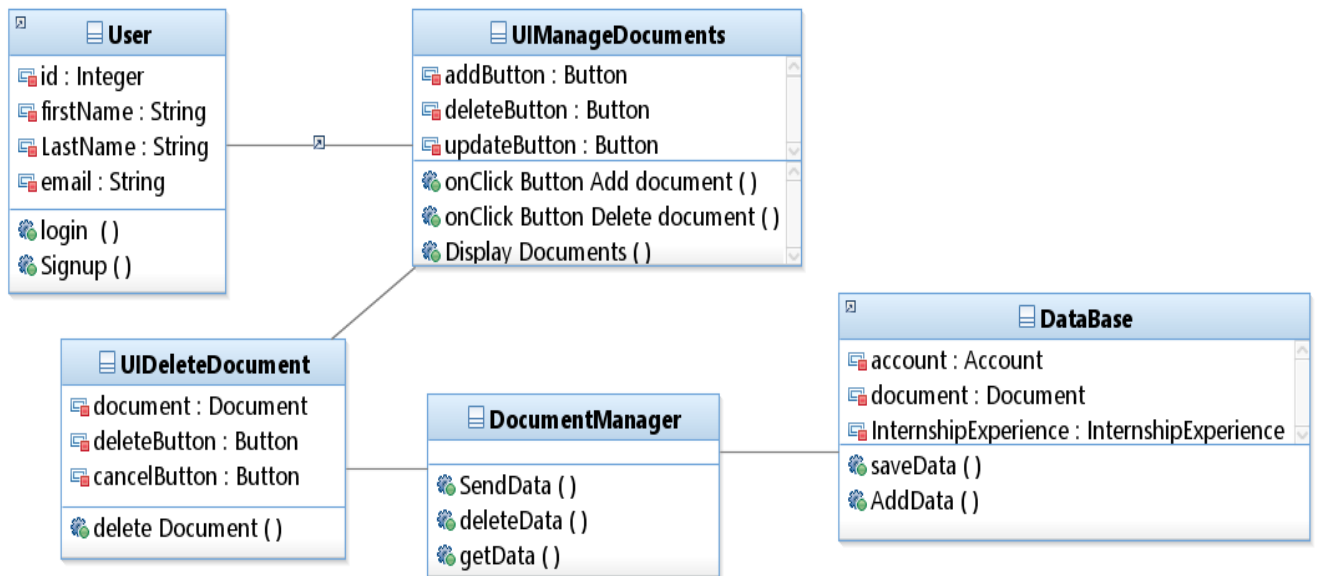 User
id : Integer
firstName : String
LastName : String
email : String
login ( )
Signup ( )
UIManageDocuments
addButton : Button
deleteButton : Button
updateButton : Button
onClick Button Add document ( )
onClick Button Delete document ( )
Display Documents ( )
UIDeleteDocument
document : Document
deleteButton : Button
cancelButton : Button
delete Document ( )
DocumentManager
SendData ( )
deleteData ( )
getData ( )
DataBase
account : Account
document : Document
InternshipExperience : InternshipExperience
saveData ( )
AddData ( )